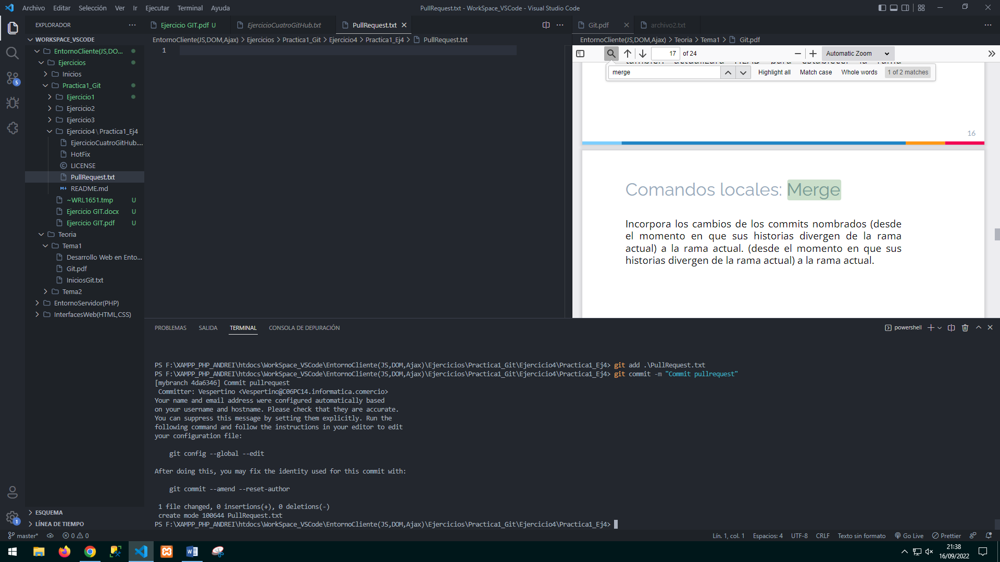 Archivo Editar Selección Ver Ir Ejecutar Terminal Ayuda
PullRequest.txt - WorkSpace_VSCode - Visual Studio Code
EXPLORADOR
WORKSPACE_VSCODE
EntornoCliente(JS,DO...
Ejercicios
Inicios
Practica1_Git
Ejercicio1
Ejercicio2
Ejercicio3
Ejercicio4\Practica1_Ej4
EjercicioCuatroGitHub....
HotFix
LICENSE
PullRequest.txt
README.md
~WRL1651.tmp U
Ejercicio GIT.docx U
Ejercicio GIT.pdf U
Teoria
Tema1
Desarrollo Web en Ento...
Git.pdf
IniciosGit.txt
Tema2
EntornoServidor(PHP)
InterfacesWeb(HTML,CSS)
ESQUEMA
LÍNEA DE TIEMPO
5
1
Ejercicio GIT.pdf U
EjercicioCuatroGitHub.txt
PullRequest.txt
EntornoCliente(JS,DOM,Ajax) > Ejercicios > Practica1_Git > Ejercicio4 > Practica1_Ej4 > PullRequest.txt
1
Git.pdf
archivo2.txt
EntornoCliente(JS,DOM,Ajax) > Teoria > Tema1 > Git.pdf
17 of 24
Automatic Zoom
merge
Highlight all Match case Whole words 1 of 2 matches
16
Comandos locales: Merge
Incorpora los cambios de los commits nombrados (desde
el momento en que sus historias divergen de la rama
actual) a la rama actual. (desde el momento en que sus
historias divergen de la rama actual) a la rama actual.
PROBLEMAS SALIDA TERMINAL CONSOLA DE DEPURACIÓN
powershell
PS F:\XAMPP_PHP_ANDREI\htdocs\WorkSpace_VSCode\EntornoCliente(JS,DOM,Ajax)\Ejercicios\Practica1_Git\Ejercicio4\Practica1_Ej4> git add .\PullRequest.txt
PS F:\XAMPP_PHP_ANDREI\htdocs\WorkSpace_VSCode\EntornoCliente(JS,DOM,Ajax)\Ejercicios\Practica1_Git\Ejercicio4\Practica1_Ej4> git commit -m "Commit pullrequest"
[mybranch 4da6346] Commit pullrequest
Committer: Vespertino <Vespertino@C06PC14.informatica.comercio>
Your name and email address were configured automatically based
on your username and hostname. Please check that they are accurate.
You can suppress this message by setting them explicitly. Run the
following command and follow the instructions in your editor to edit
your configuration file:
git config --global --edit
After doing this, you may fix the identity used for this commit with:
git commit --amend --reset-author
1 file changed, 0 insertions(+), 0 deletions(-)
create mode 100644 PullRequest.txt
PS F:\XAMPP_PHP_ANDREI\htdocs\WorkSpace_VSCode\EntornoCliente(JS,DOM,Ajax)\Ejercicios\Practica1_Git\Ejercicio4\Practica1_Ej4>
master* 0 0
Lín. 1, col. 1 Espacios: 4 UTF-8 CRLF Texto sin formato Go Live Prettier
21:38
16/09/2022